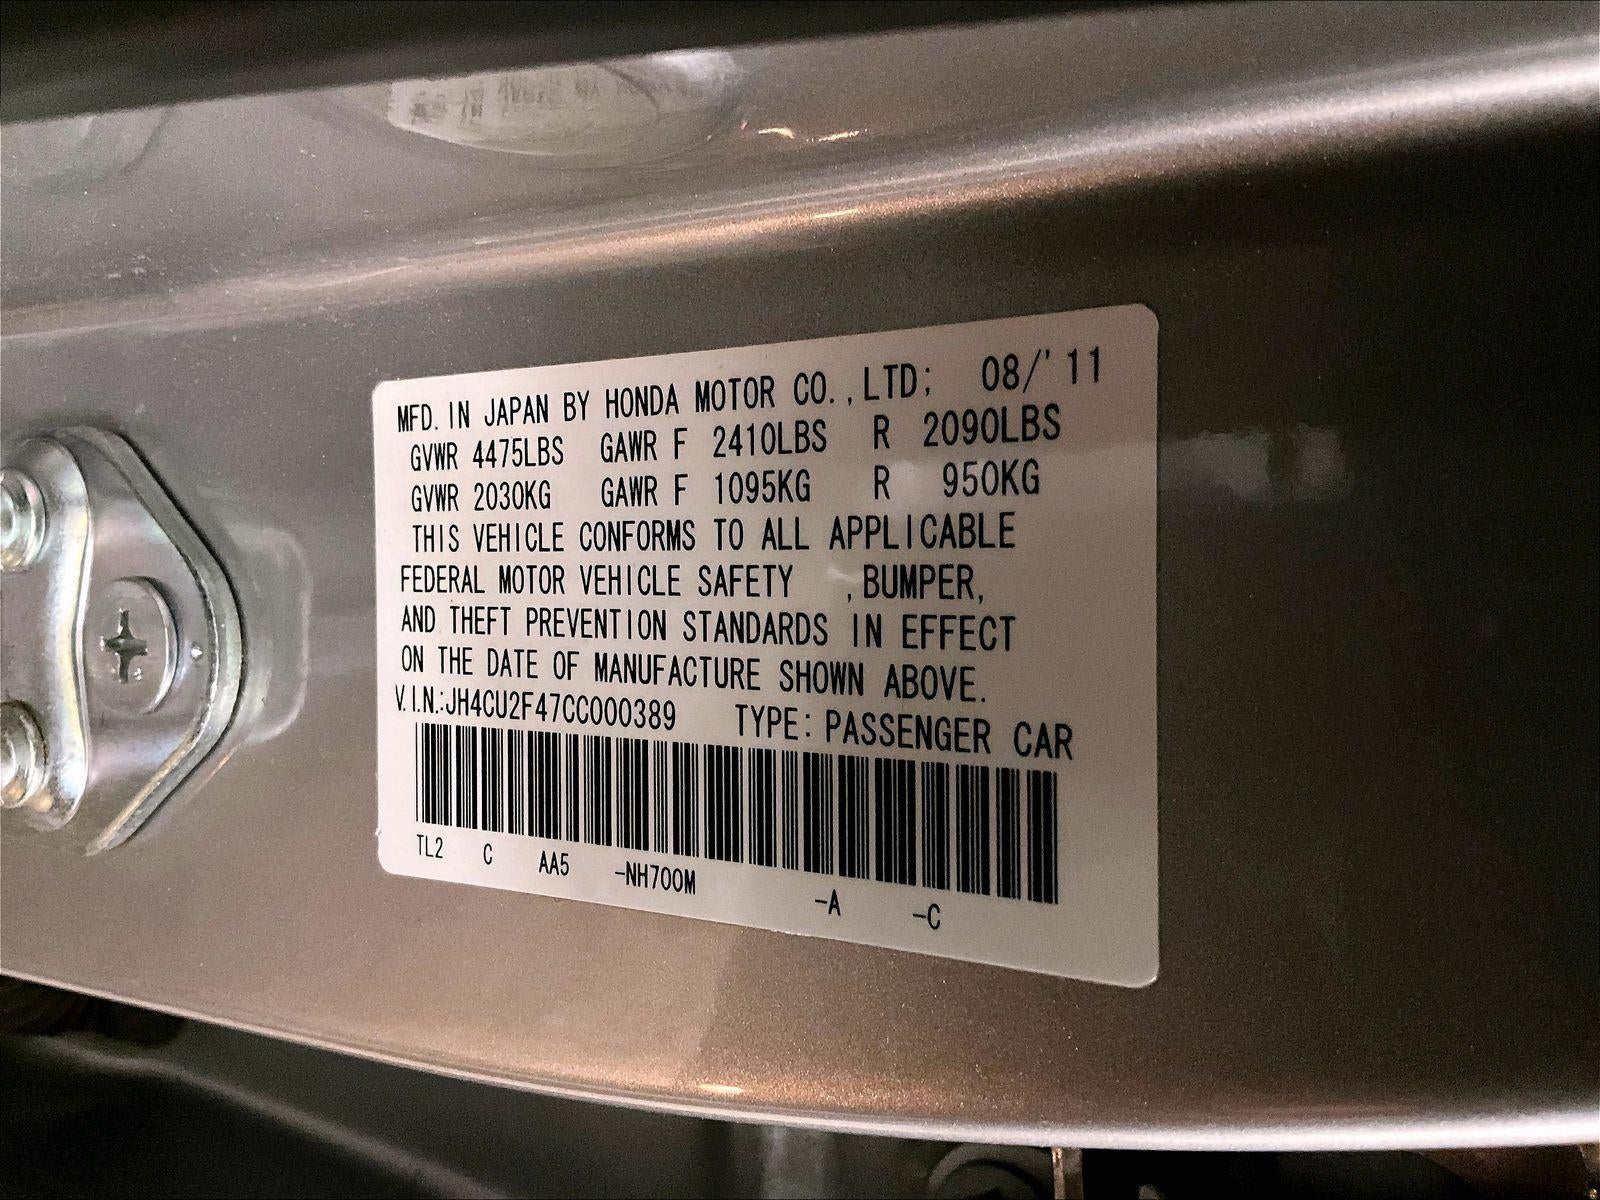 MFD. IN JAPAN BY HONDA MOTOR CO.,LTD; 08/'11
GVWR 4475LBS GAWR F 2410LBS R 2090LBS
GVWR 2030KG GAWR F 1095KG R 950KG
THIS VEHICLE CONFORMS TO ALL APPLICABLE
FEDERAL MOTOR VEHICLE SAFETY ,BUMPER,
AND THEFT PREVENTION STANDARDS IN EFFECT
ON THE DATE OF MANUFACTURE SHOWN ABOVE.
V.I.N.:JH4CU2F47CC000389 TYPE: PASSENGER CAR
TL2 C AA5 -NH700M -A -C